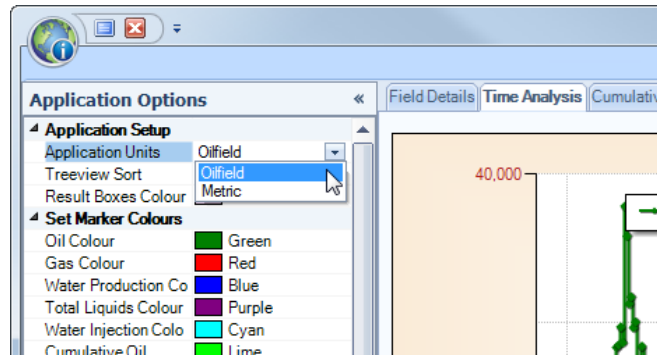 Application Options «
Field Details Time Analysis Cumulativ
Application Setup
Application Units Oilfield
Treeview Sort Oilfield
Result Boxes Colour Metric
Set Marker Colours
Oil Colour Green
Gas Colour Red
Water Production Co Blue
Total Liquids Colour Purple
Water Injection Colo Cyan
Cumulative Oil Lime
40,000